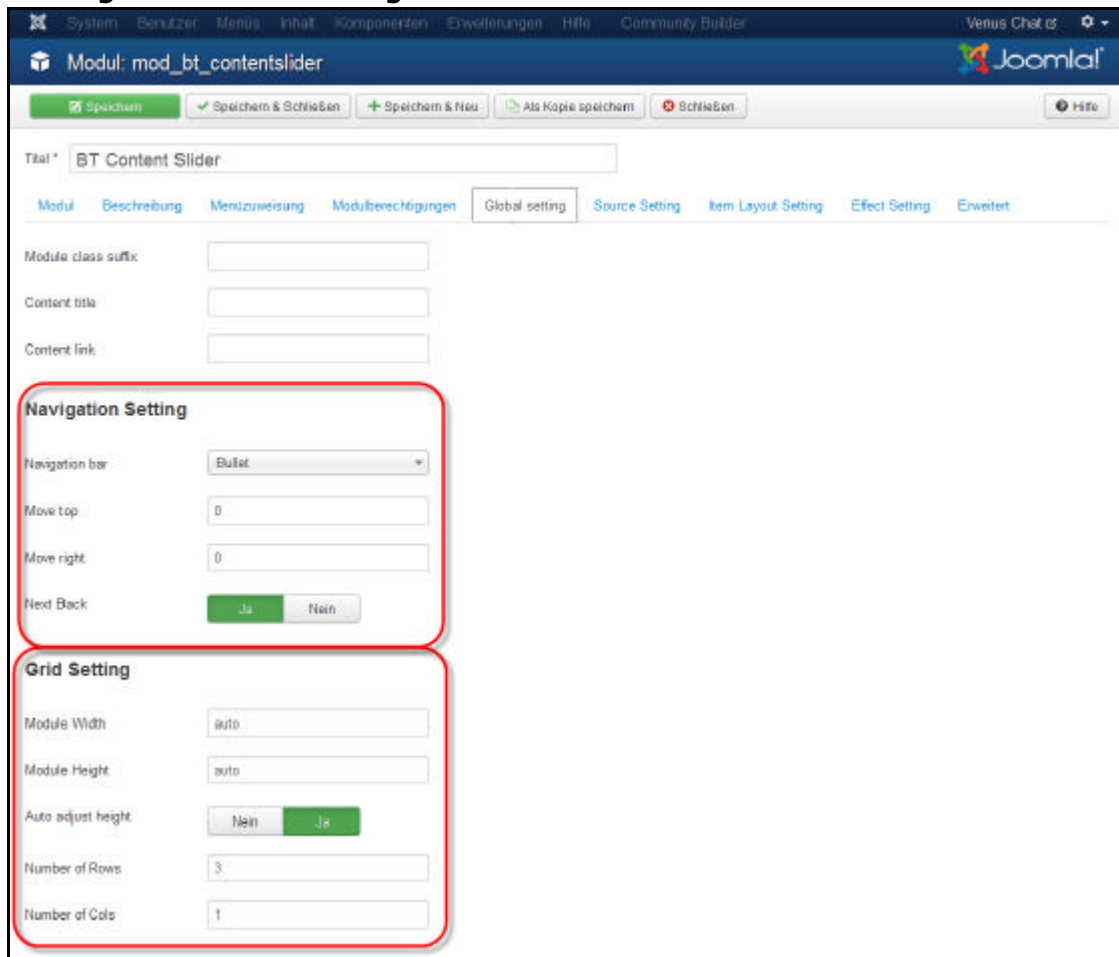 System Benutzer Menüs Inhalt Komponenten Erweiterungen Hilfe Community Builder Venus Chat
Modul: mod_bt_contentslider Joomla!
Speichern Speichern & Schließen Speichern & Neu Als Kopie speichern Schließen Hilfe
Titel * BT Content Slider
Modul Beschreibung Menüzuweisung Modulberechtigungen Global setting Source Setting Item Layout Setting Effect Setting Erweitert
Module class suffix
Content title
Content link
Navigation Setting
Navigation bar Bullet
Move top 0
Move right 0
Next Back Ja Nein
Grid Setting
Module Width auto
Module Height auto
Auto adjust height Nein Ja
Number of Rows 3
Number of Cols 1